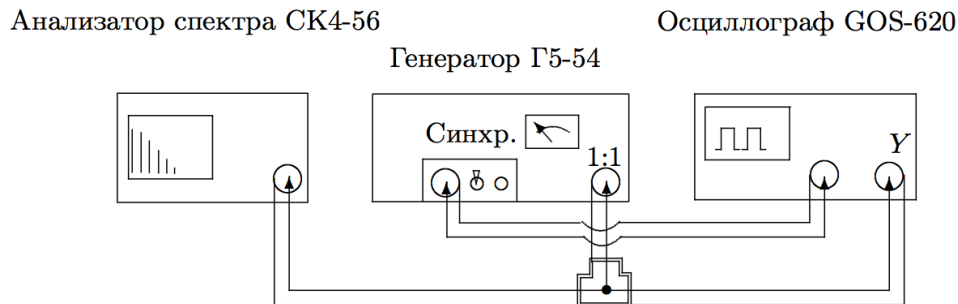 Анализатор спектра СК4-56
Осциллограф GOS-620
Генератор Г5-54
Синхр.
1:1
Y